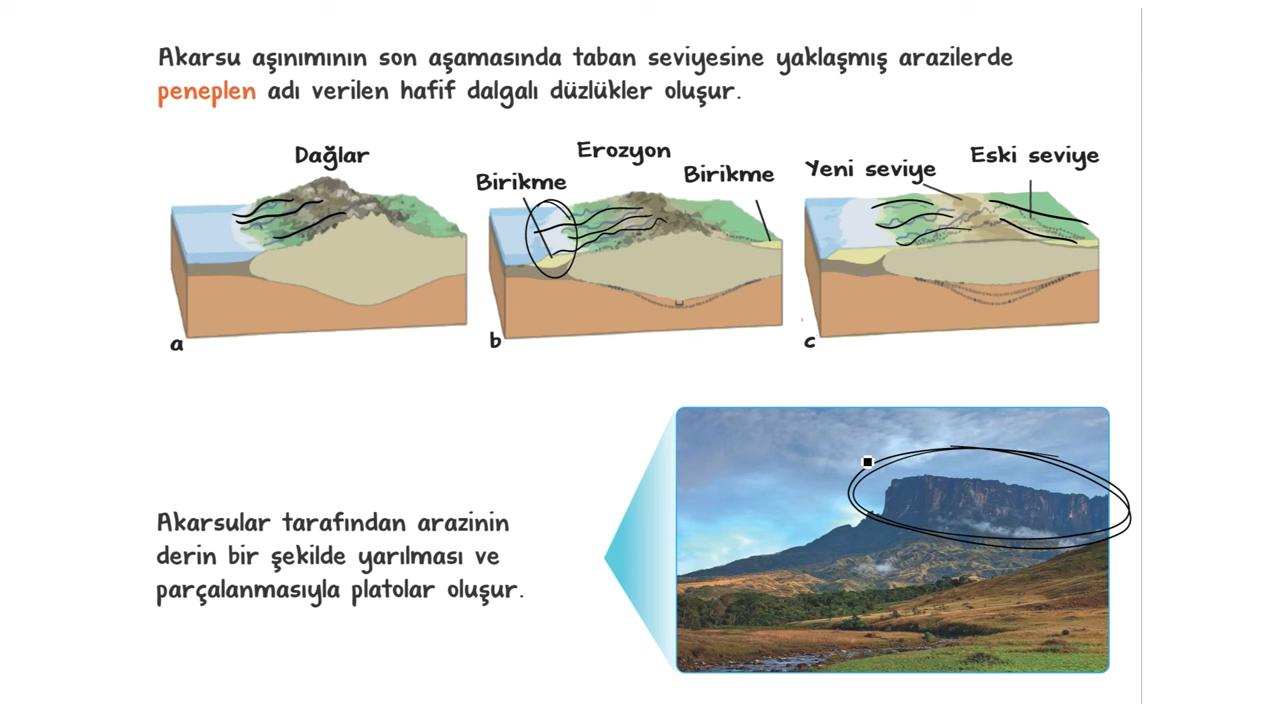 Akarsu aşınımının son aşamasında taban seviyesine yaklaşmış arazilerde
peneplen adı verilen hafif dalgalı düzlükler oluşur.
Dağlar
Birikme
Erozyon
Birikme
Yeni seviye
Eski seviye
a
b
c
Akarsular tarafından arazinin
derin bir şekilde yarılması ve
parçalanmasıyla platolar oluşur.